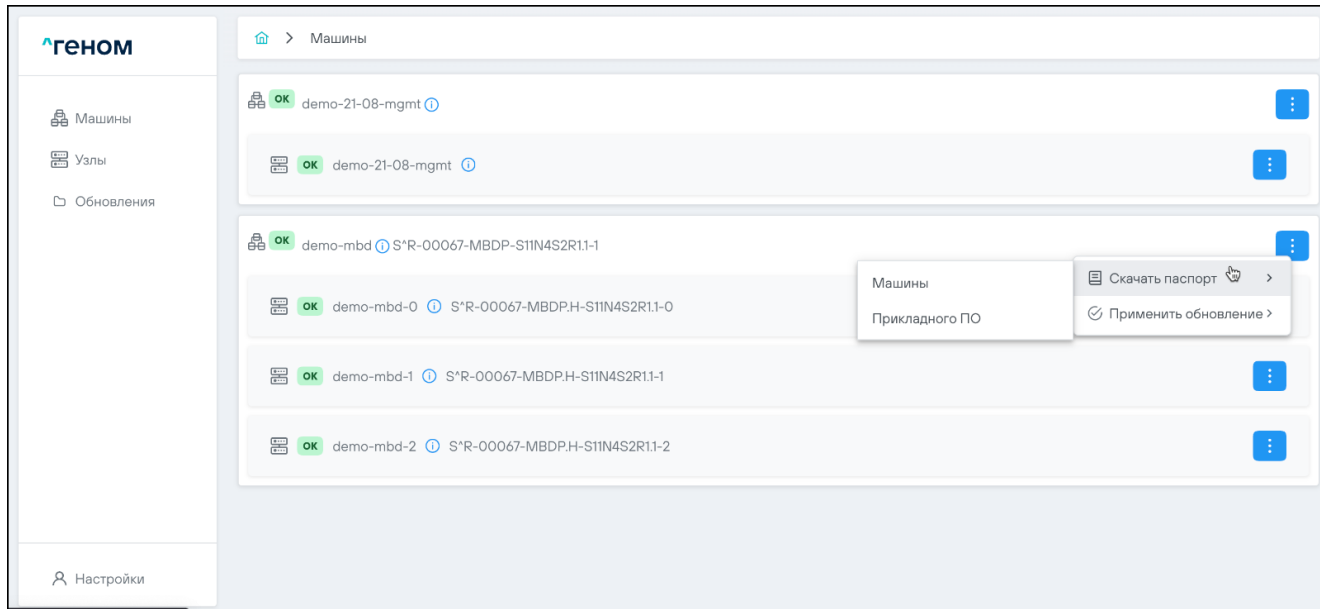 ^геном
Машины
Машины
Узлы
Обновления
Настройки
OK demo-21-08-mgmt
OK demo-21-08-mgmt
OK demo-mbd S^R-00067-MBDP-S11N4S2R1.1-1
Скачать паспорт
Применить обновление
Машины
Прикладного ПО
OK demo-mbd-0 S^R-00067-MBDP.H-S11N4S2R1.1-0
OK demo-mbd-1 S^R-00067-MBDP.H-S11N4S2R1.1-1
OK demo-mbd-2 S^R-00067-MBDP.H-S11N4S2R1.1-2